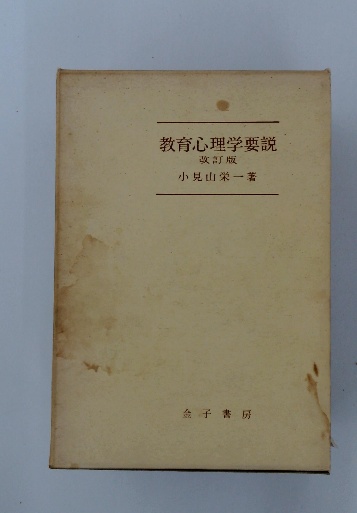 教育心理学要説
改訂版
小見山栄一著
金子書房